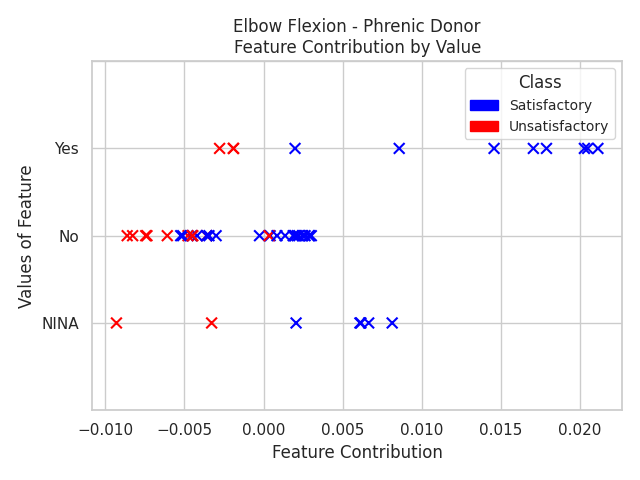 Elbow Flexion - Phrenic Donor
Feature Contribution by Value
Class
Satisfactory
Unsatisfactory
Values of Feature
Yes
No
NINA
−0.010 −0.005 0.000 0.005 0.010 0.015 0.020
Feature Contribution